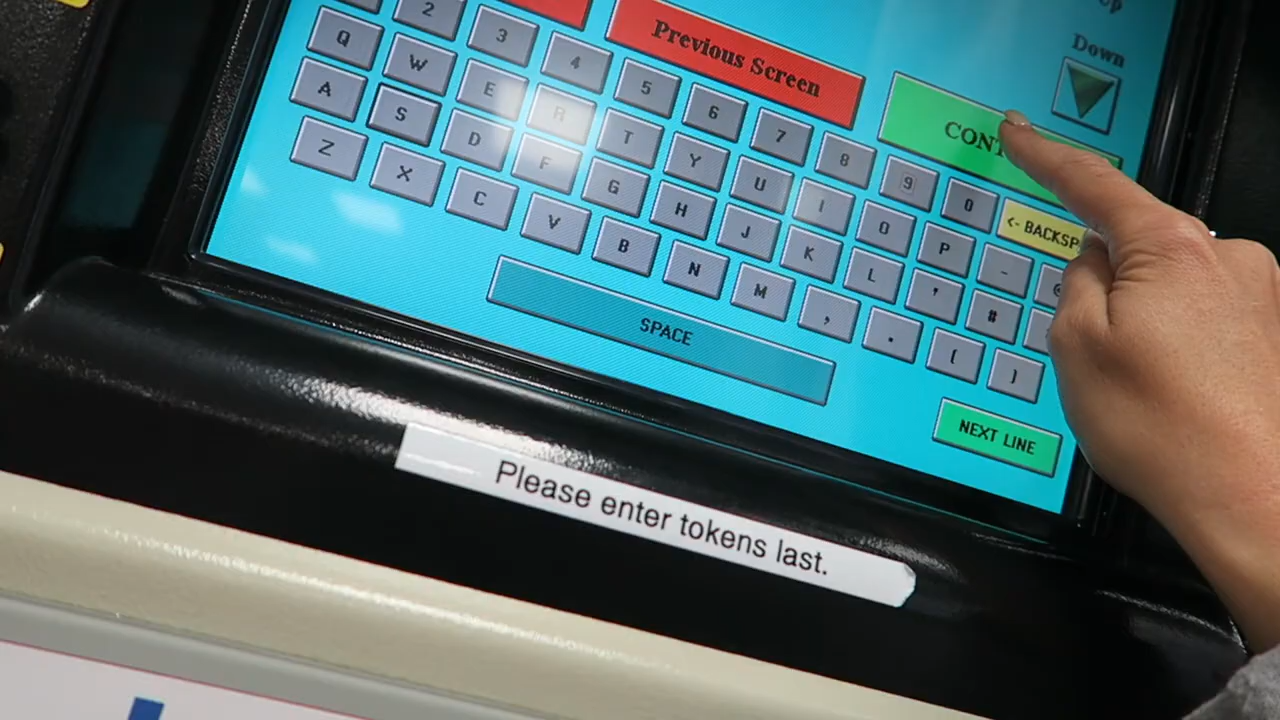 Up
Down
Previous Screen
CONT
2 3 4 5 6 7 8 9 0 <- BACKSP
Q W E R T Y U I O P -
A S D F G H J K L ' #
Z X C V B N M , . ( )
SPACE
NEXT LINE
Please enter tokens last.